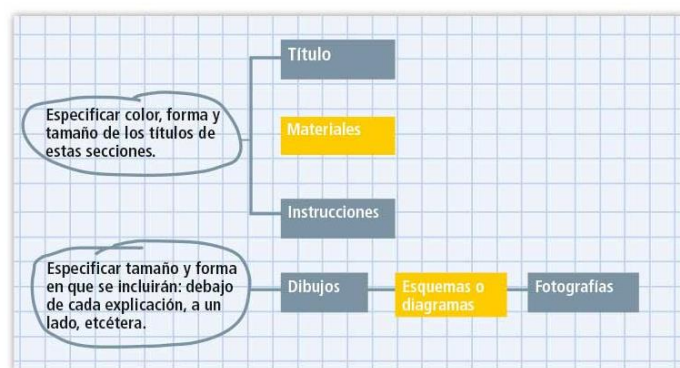 Título
Especificar color, forma y
tamaño de los títulos de
estas secciones.
Materiales
Instrucciones
Especificar tamaño y forma
en que se incluirán: debajo
de cada explicación, a un
lado, etcétera.
Dibujos
Esquemas o
diagramas
Fotografías